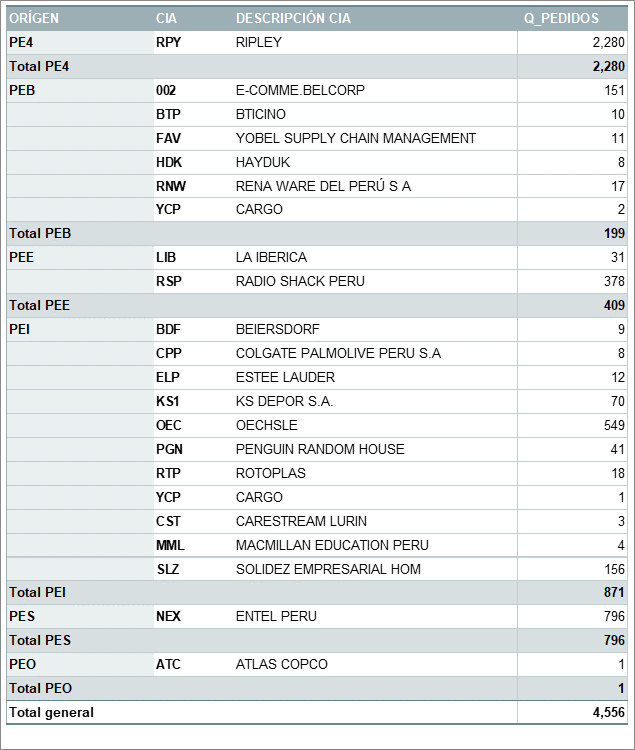 ORÍGEN CIA DESCRIPCIÓN CIA Q_PEDIDOS
PE4 RPY RIPLEY 2,280
Total PE4 2,280
PEB 002 E-COMME.BELCORP 151
BTP BTICINO 10
FAV YOBEL SUPPLY CHAIN MANAGEMENT 11
HDK HAYDUK 8
RNW RENA WARE DEL PERÚ S A 17
YCP CARGO 2
Total PEB 199
PEE LIB LA IBERICA 31
RSP RADIO SHACK PERU 378
Total PEE 409
PEI BDF BEIERSDORF 9
CPP COLGATE PALMOLIVE PERU S.A 8
ELP ESTEE LAUDER 12
KS1 KS DEPOR S.A. 70
OEC OECHSLE 549
PGN PENGUIN RANDOM HOUSE 41
RTP ROTOPLAS 18
YCP CARGO 1
CST CARESTREAM LURIN 3
MML MACMILLAN EDUCATION PERU 4
SLZ SOLIDEZ EMPRESARIAL HOM 156
Total PEI 871
PES NEX ENTEL PERU 796
Total PES 796
PEO ATC ATLAS COPCO 1
Total PEO 1
Total general 4,556